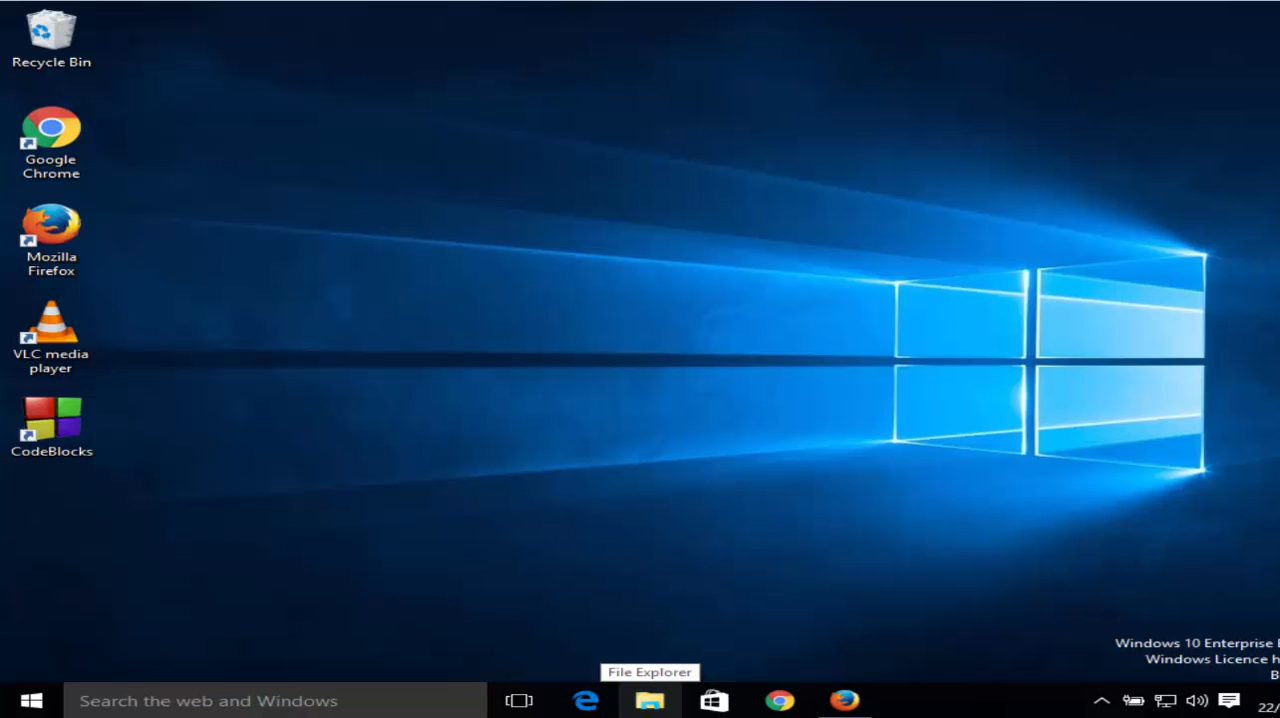 Recycle Bin
Google
Chrome
Mozilla
Firefox
VLC media
player
CodeBlocks
Windows 10 Enterprise
Windows Licence
File Explorer
Search the web and Windows
22/